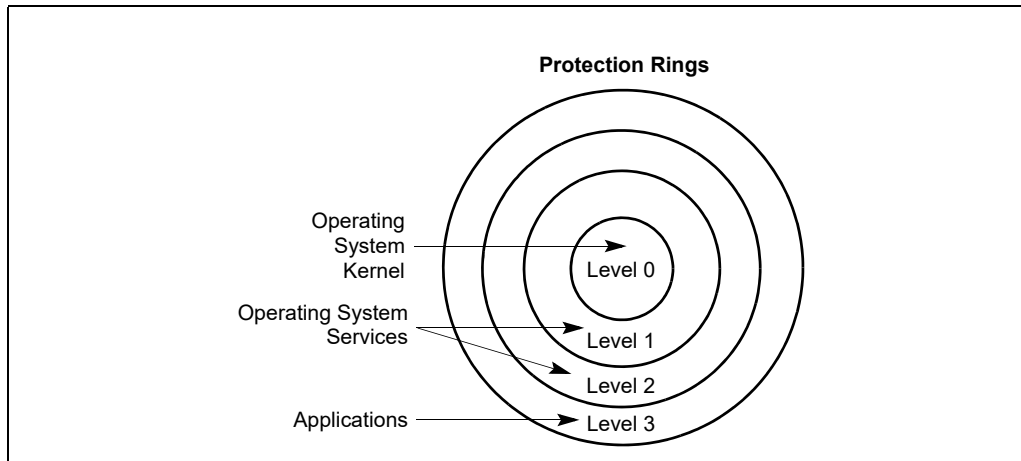 Protection Rings
Operating
System
Kernel
Level 0
Operating System
Services
Level 1
Level 2
Applications
Level 3